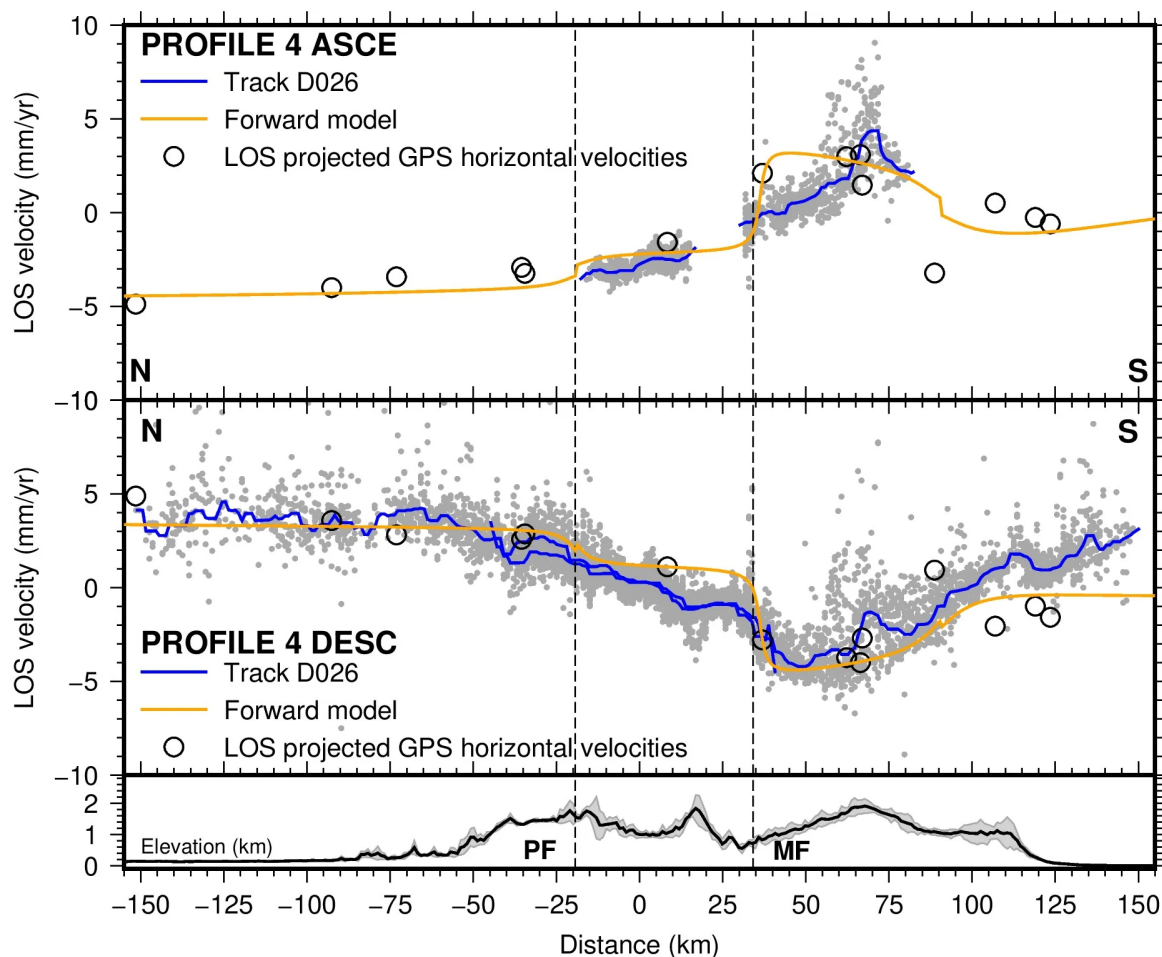 10
5
0
−5
−10
LOS velocity (mm/yr)
PROFILE 4 ASCE
Track D026
Forward model
LOS projected GPS horizontal velocities
N
S
N
S
5
0
−5
−10
LOS velocity (mm/yr)
PROFILE 4 DESC
Track D026
Forward model
LOS projected GPS horizontal velocities
2
1
0
Elevation (km)
PF
MF
−150 −125 −100 −75 −50 −25 0 25 50 75 100 125 150
Distance (km)